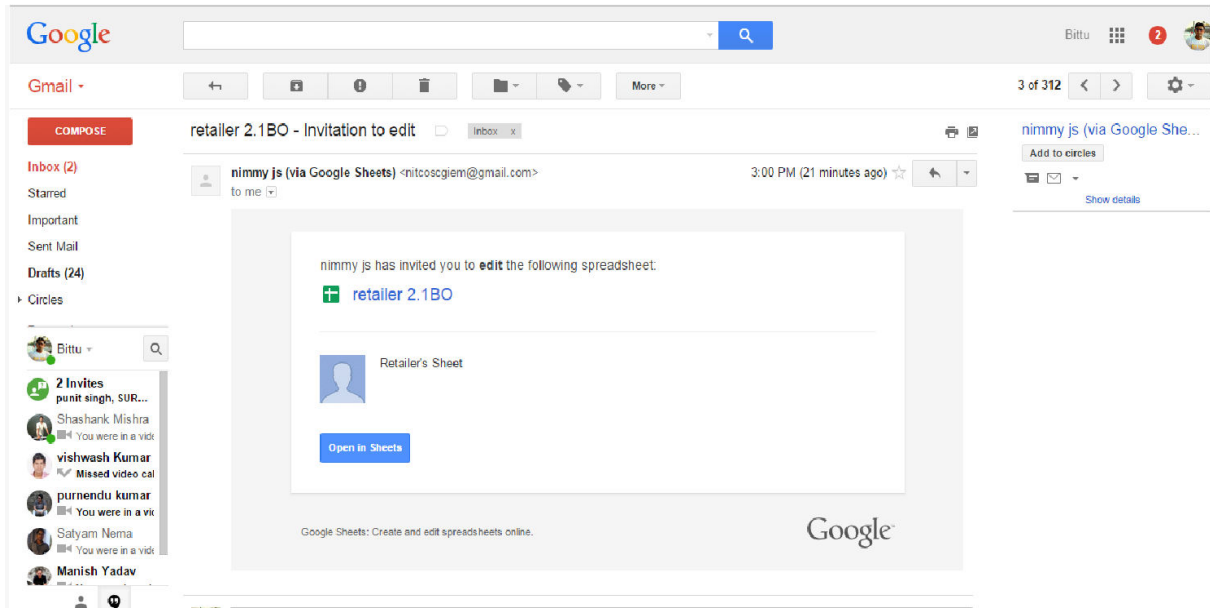 Google
Bittu
2
Gmail
More
3 of 312
COMPOSE
retailer 2.1BO - Invitation to edit
Inbox x
nimmy js (via Google She...
Add to circles
Show details
Inbox (2)
Starred
Important
Sent Mail
Drafts (24)
Circles
nimmy js (via Google Sheets) <nitcoscgiem@gmail.com>
3:00 PM (21 minutes ago)
to me
nimmy js has invited you to edit the following spreadsheet:
retailer 2.1BO
Retailer's Sheet
Open in Sheets
Google Sheets: Create and edit spreadsheets online.
Google
Bittu
2 Invites
punit singh, SUR...
Shashank Mishra
You were in a vide
vishwash Kumar
Missed video cal
purnendu kumar
You were in a vic
Satyam Nema
You were in a vide
Manish Yadav